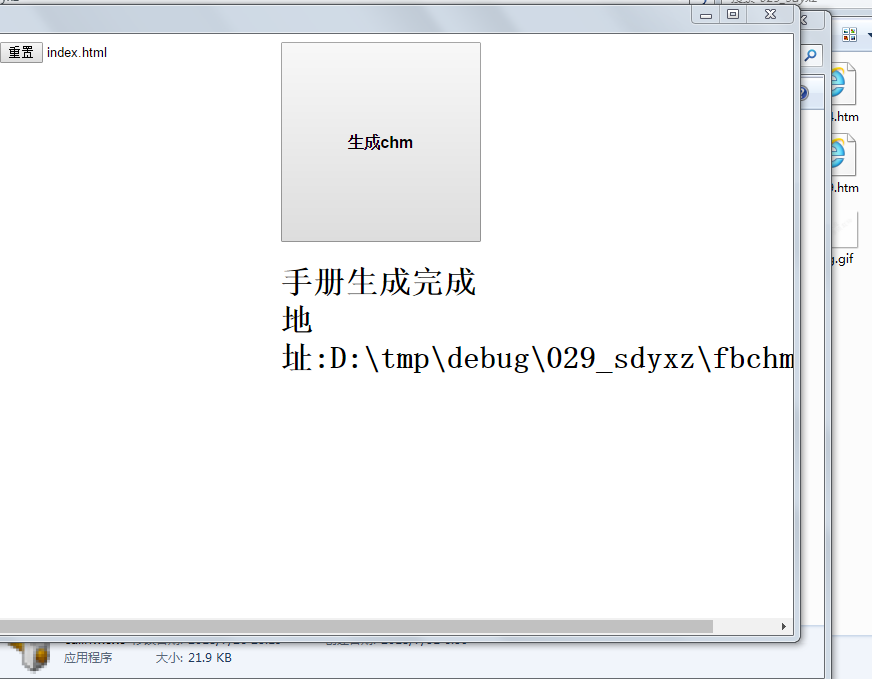 重置 index.html
生成chm
手册生成完成
地
址:D:\tmp\debug\029_sdyxz\fbchm
.htm
.htm
g.gif
应用程序 大小: 21.9 KB